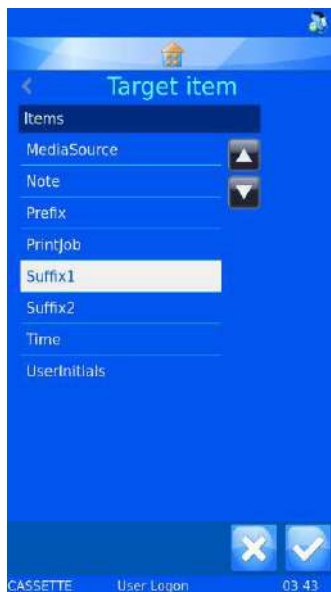 Target item
Items
MediaSource
Note
Prefix
PrintJob
Suffix1
Suffix2
Time
UserInitials
CASSETTE User Logon 03 43